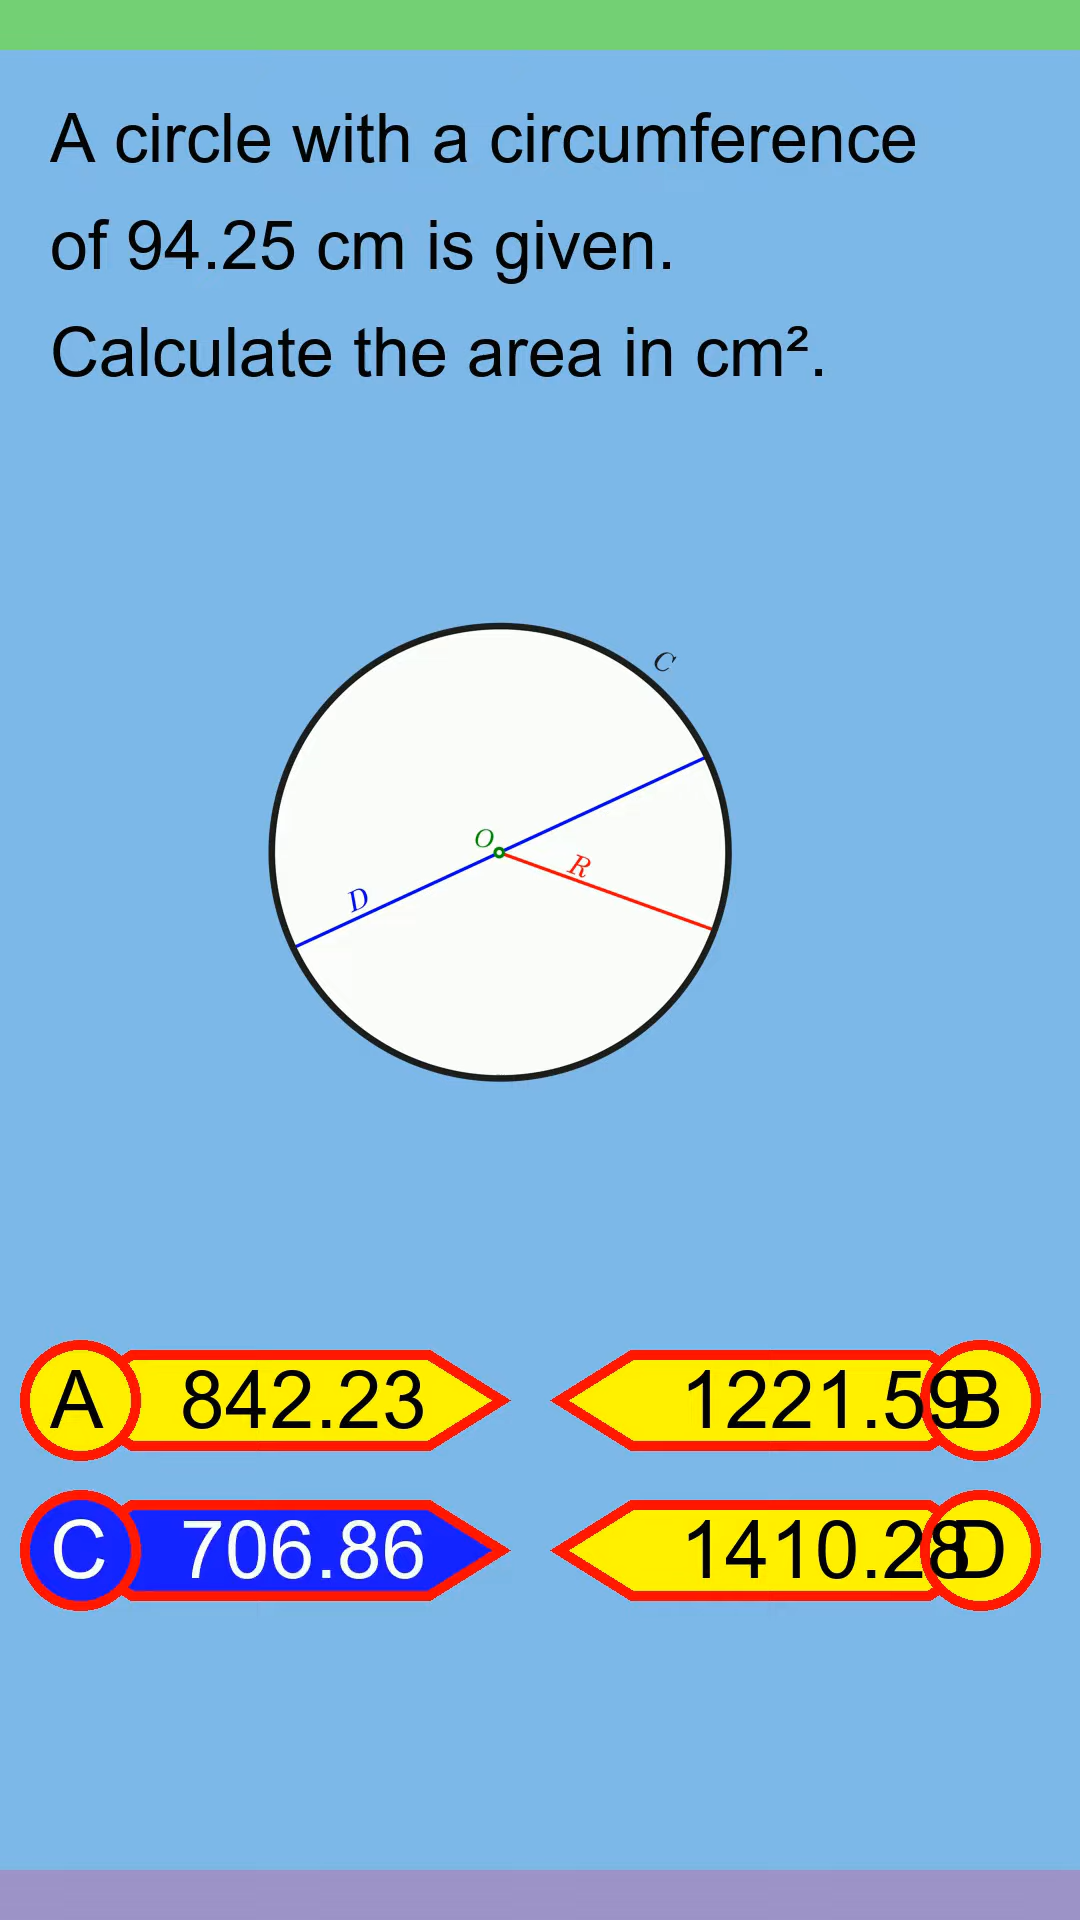 A circle with a circumference
of 94.25 cm is given.
Calculate the area in cm².
C
O
R
D
A 842.23
1221.59 B
C 706.86
1410.28 D